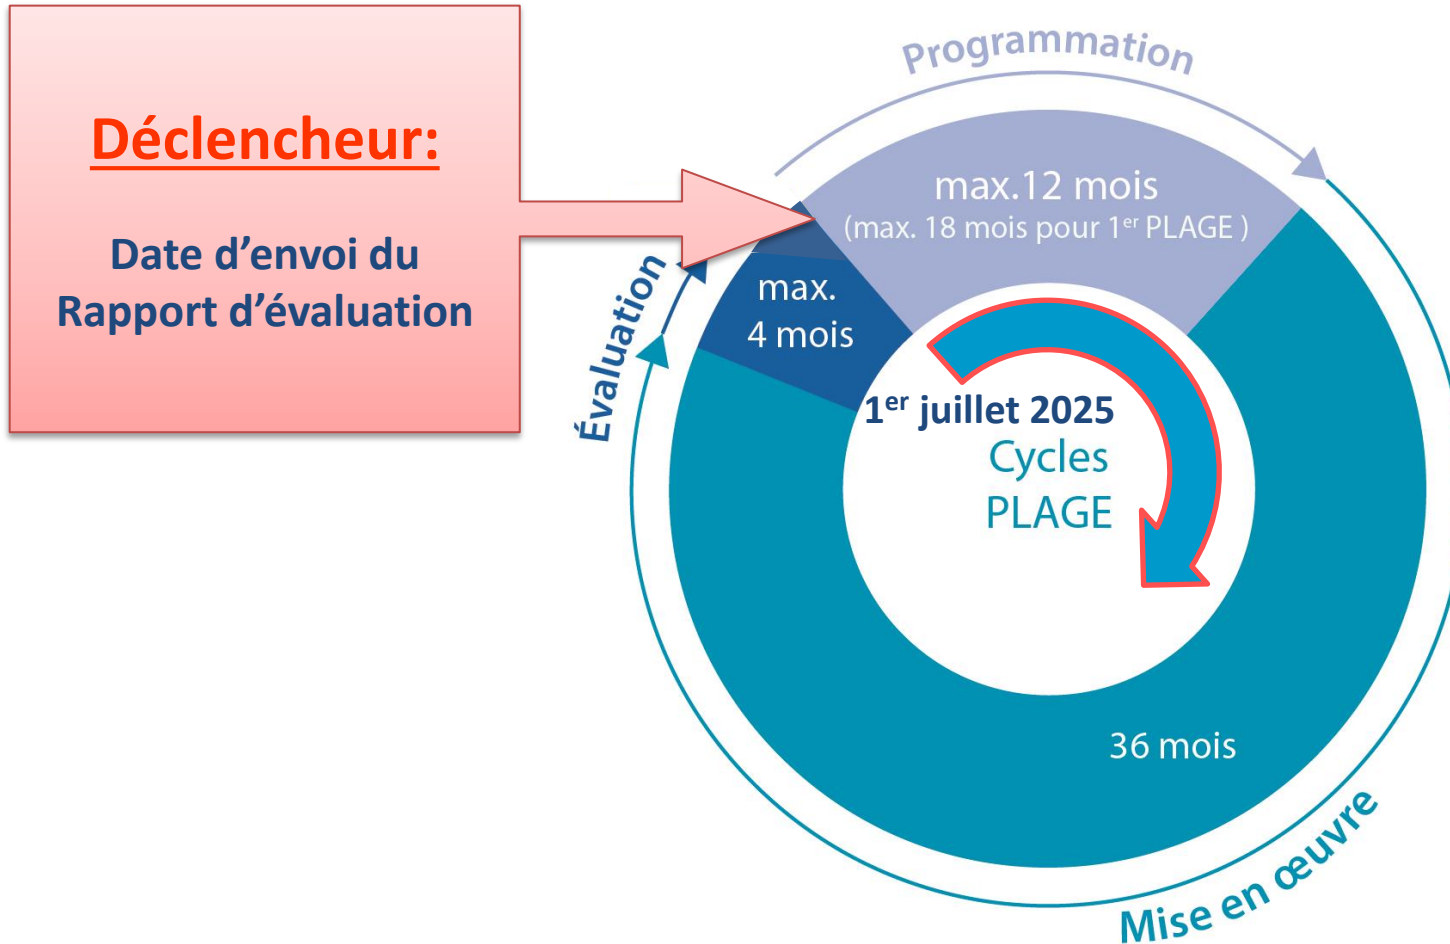 Déclencheur:
Date d’envoi du
Rapport d’évaluation
Programmation
max.12 mois
(max. 18 mois pour 1er PLAGE )
Évaluation
max.
4 mois
1er juillet 2025
Cycles
PLAGE
36 mois
Mise en œuvre